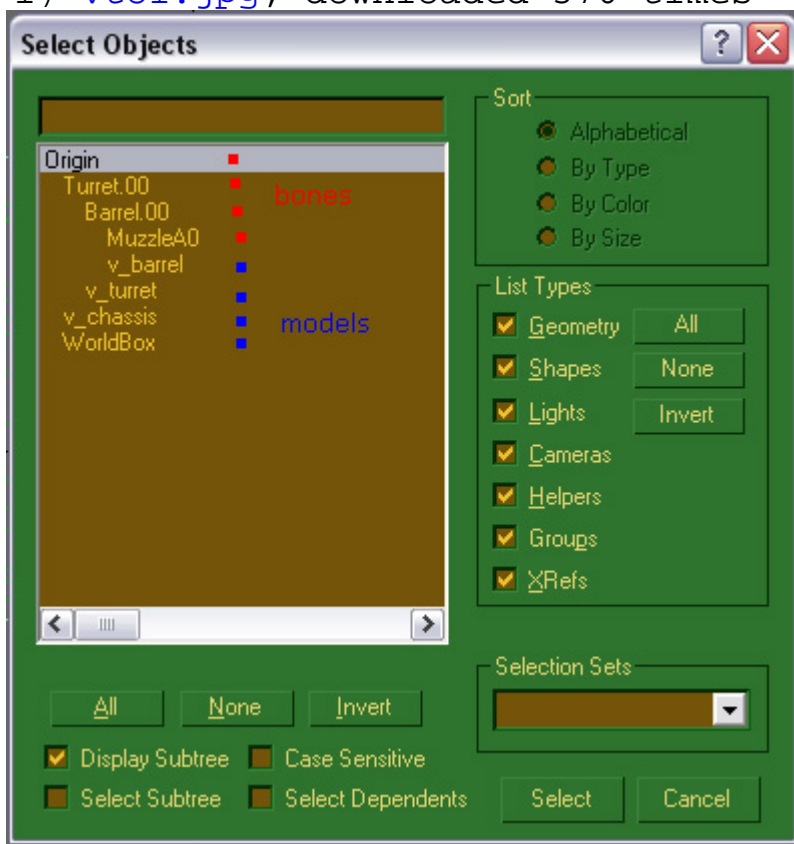 Select Objects
Origin
Turret.00
bones
Barrel.00
MuzzleA0
v_barrel
v_turret
v_chassis
models
WorldBox
Sort
Alphabetical
By Type
By Color
By Size
List Types
Geometry
All
Shapes
None
Lights
Invert
Cameras
Helpers
Groups
XRefs
Selection Sets
All None Invert
Display Subtree Case Sensitive
Select Subtree Select Dependents
Select Cancel